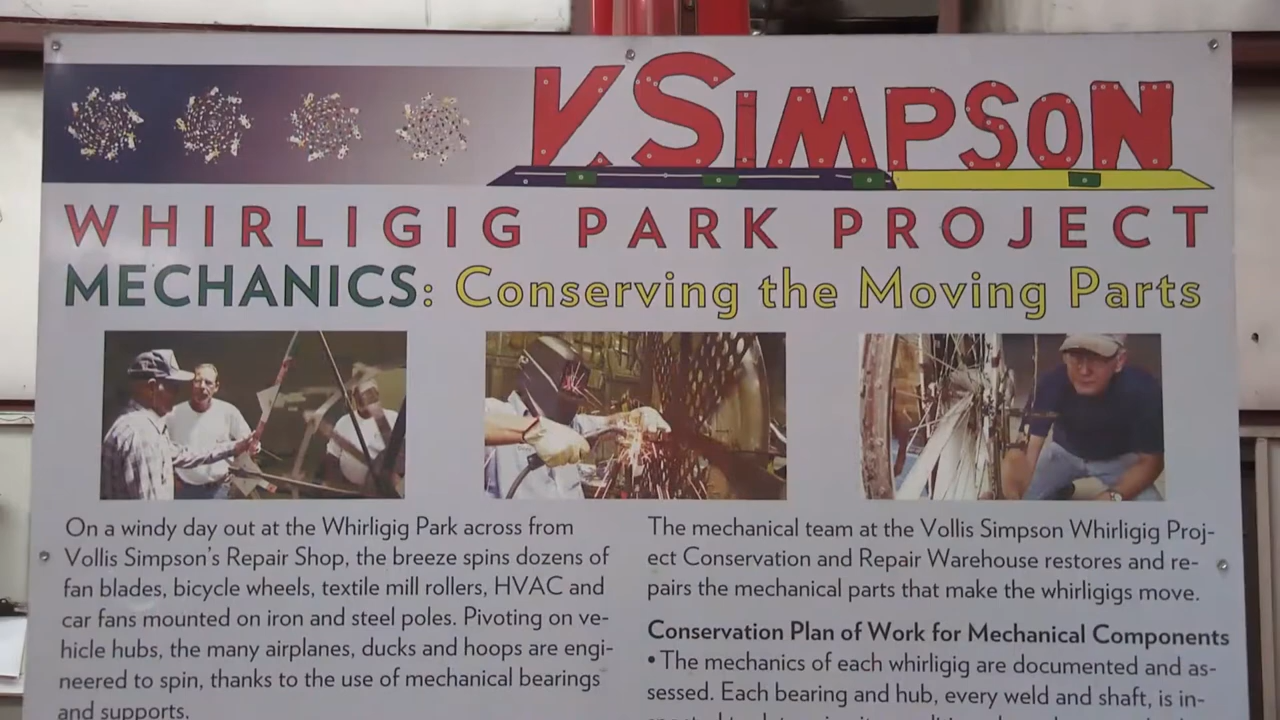 V. SIMPSON
WHIRLIGIG PARK PROJECT
MECHANICS: Conserving the Moving Parts
On a windy day out at the Whirligig Park across from
Vollis Simpson's Repair Shop, the breeze spins dozens of
fan blades, bicycle wheels, textile mill rollers, HVAC and
car fans mounted on iron and steel poles. Pivoting on ve-
hicle hubs, the many airplanes, ducks and hoops are engi-
neered to spin, thanks to the use of mechanical bearings
and supports.
The mechanical team at the Vollis Simpson Whirligig Proj-
ect Conservation and Repair Warehouse restores and re-
pairs the mechanical parts that make the whirligigs move.
Conservation Plan of Work for Mechanical Components
• The mechanics of each whirligig are documented and as-
sessed. Each bearing and hub, every weld and shaft, is in-